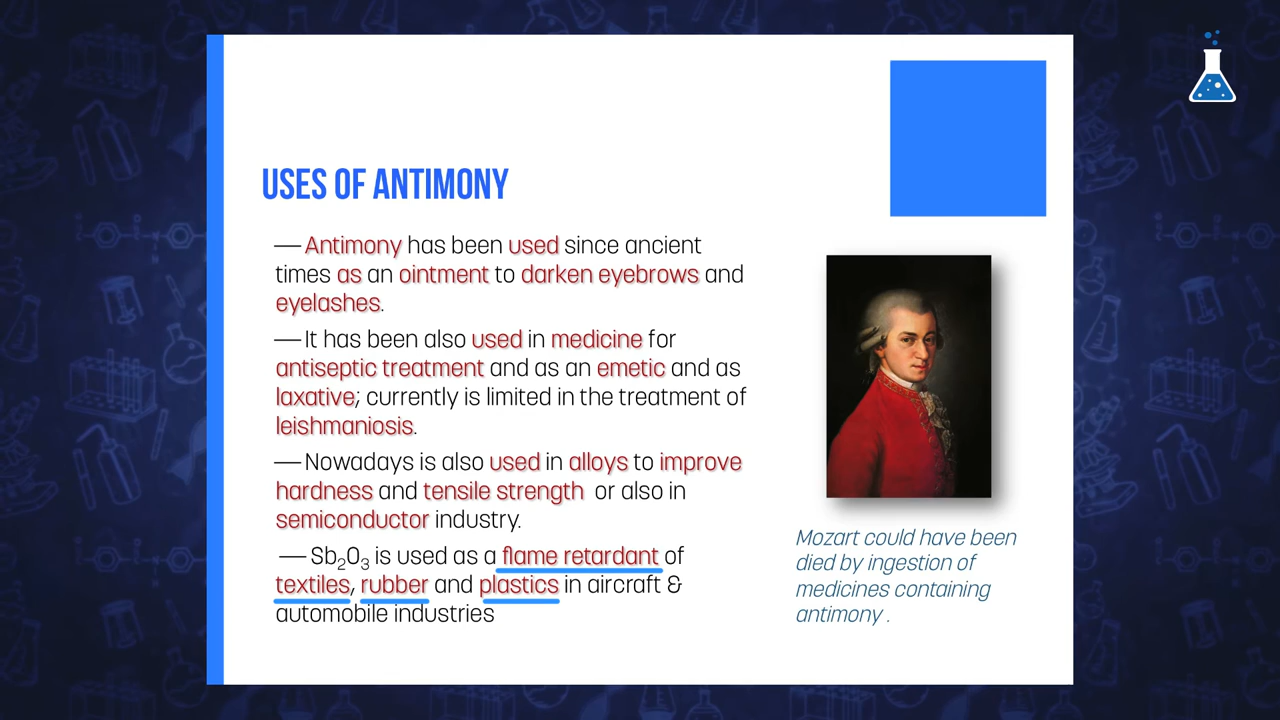 USES OF ANTIMONY
— Antimony has been used since ancient
times as an ointment to darken eyebrows and
eyelashes.
— It has been also used in medicine for
antiseptic treatment and as an emetic and as
laxative; currently is limited in the treatment of
leishmaniosis.
— Nowadays is also used in alloys to improve
hardness and tensile strength or also in
semiconductor industry.
— Sb₂O₃ is used as a flame retardant of
textiles, rubber and plastics in aircraft &
automobile industries
Mozart could have been
died by ingestion of
medicines containing
antimony .